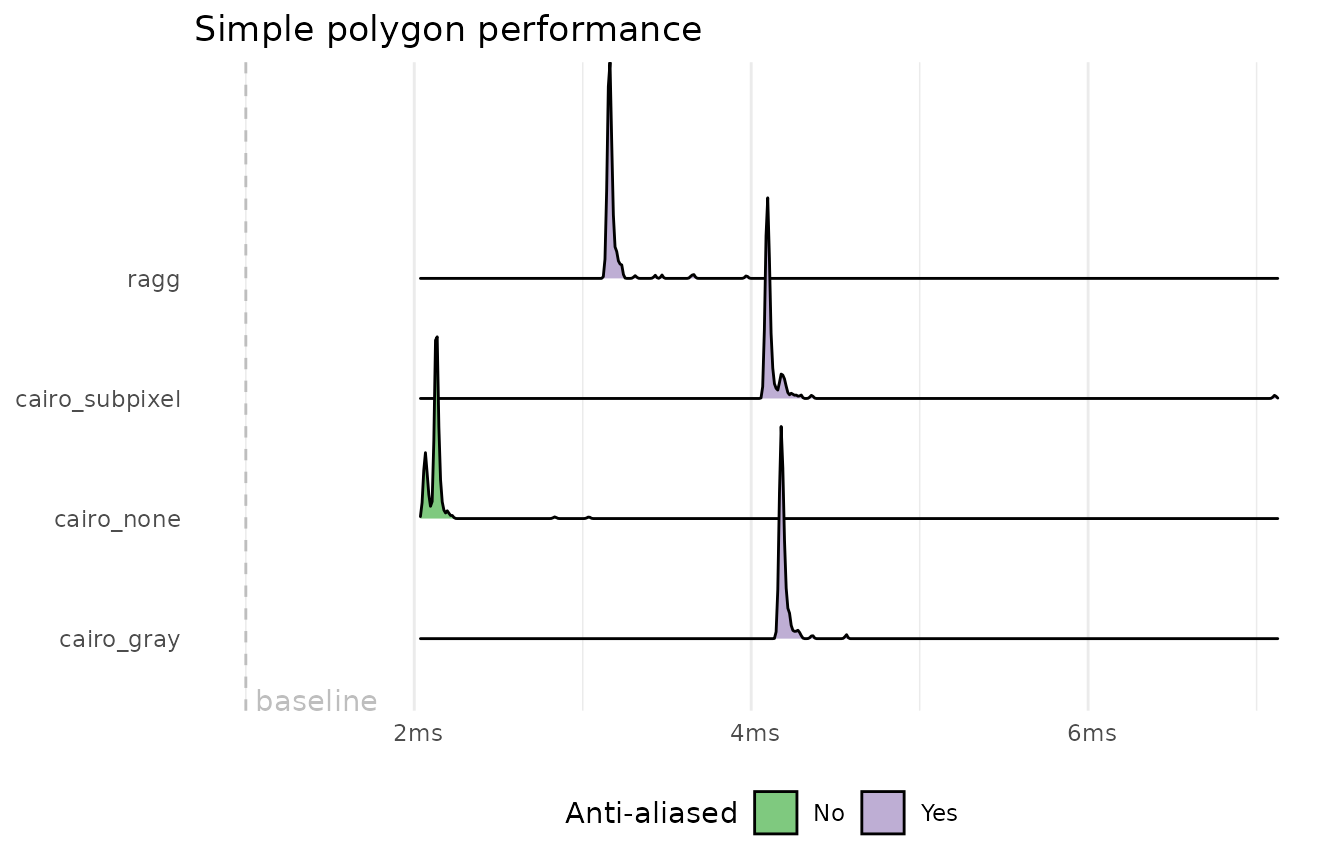 Simple polygon performance
ragg
cairo_subpixel
cairo_none
cairo_gray
baseline
2ms 4ms 6ms
Anti-aliased No Yes